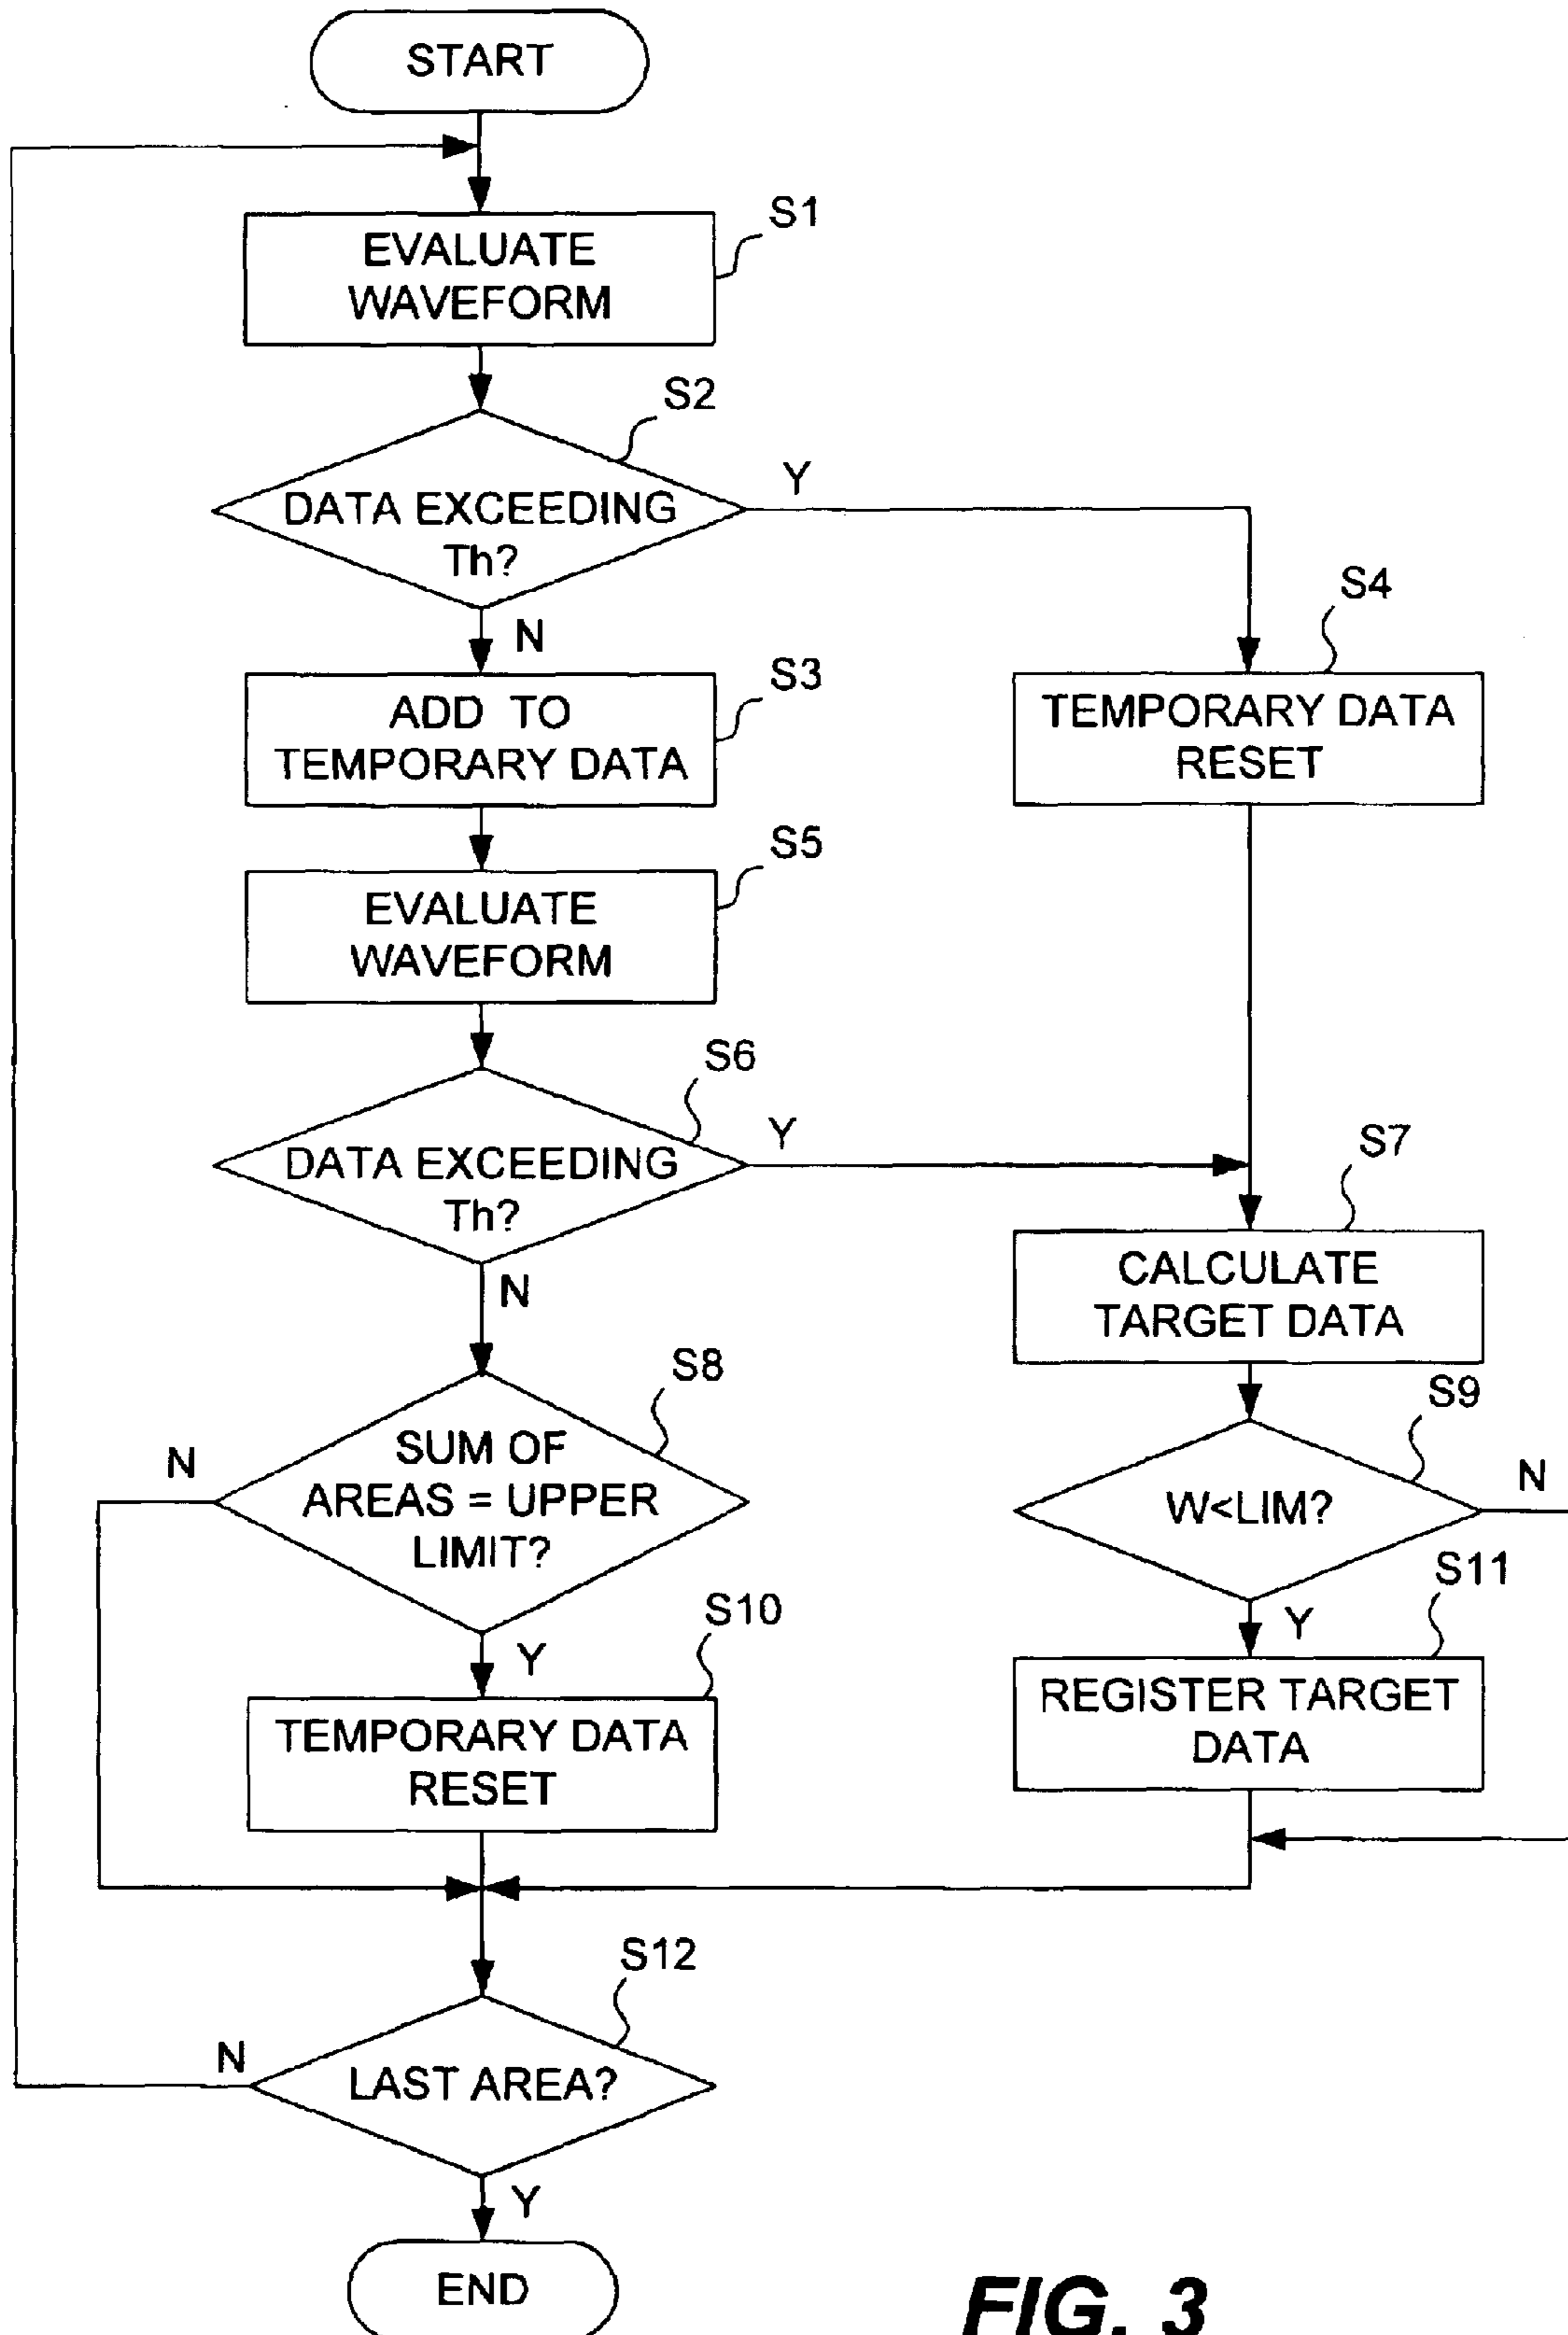 START
S1
EVALUATE
WAVEFORM
S2
DATA EXCEEDING
Th?
Y
N
S4
TEMPORARY DATA
RESET
S3
ADD TO
TEMPORARY DATA
S5
EVALUATE
WAVEFORM
S6
DATA EXCEEDING
Th?
Y
N
S7
CALCULATE
TARGET DATA
S8
SUM OF
AREAS = UPPER
LIMIT?
N
Y
S9
W<LIM?
N
Y
S10
TEMPORARY DATA
RESET
S11
REGISTER TARGET
DATA
S12
LAST AREA?
N
Y
END
FIG. 3